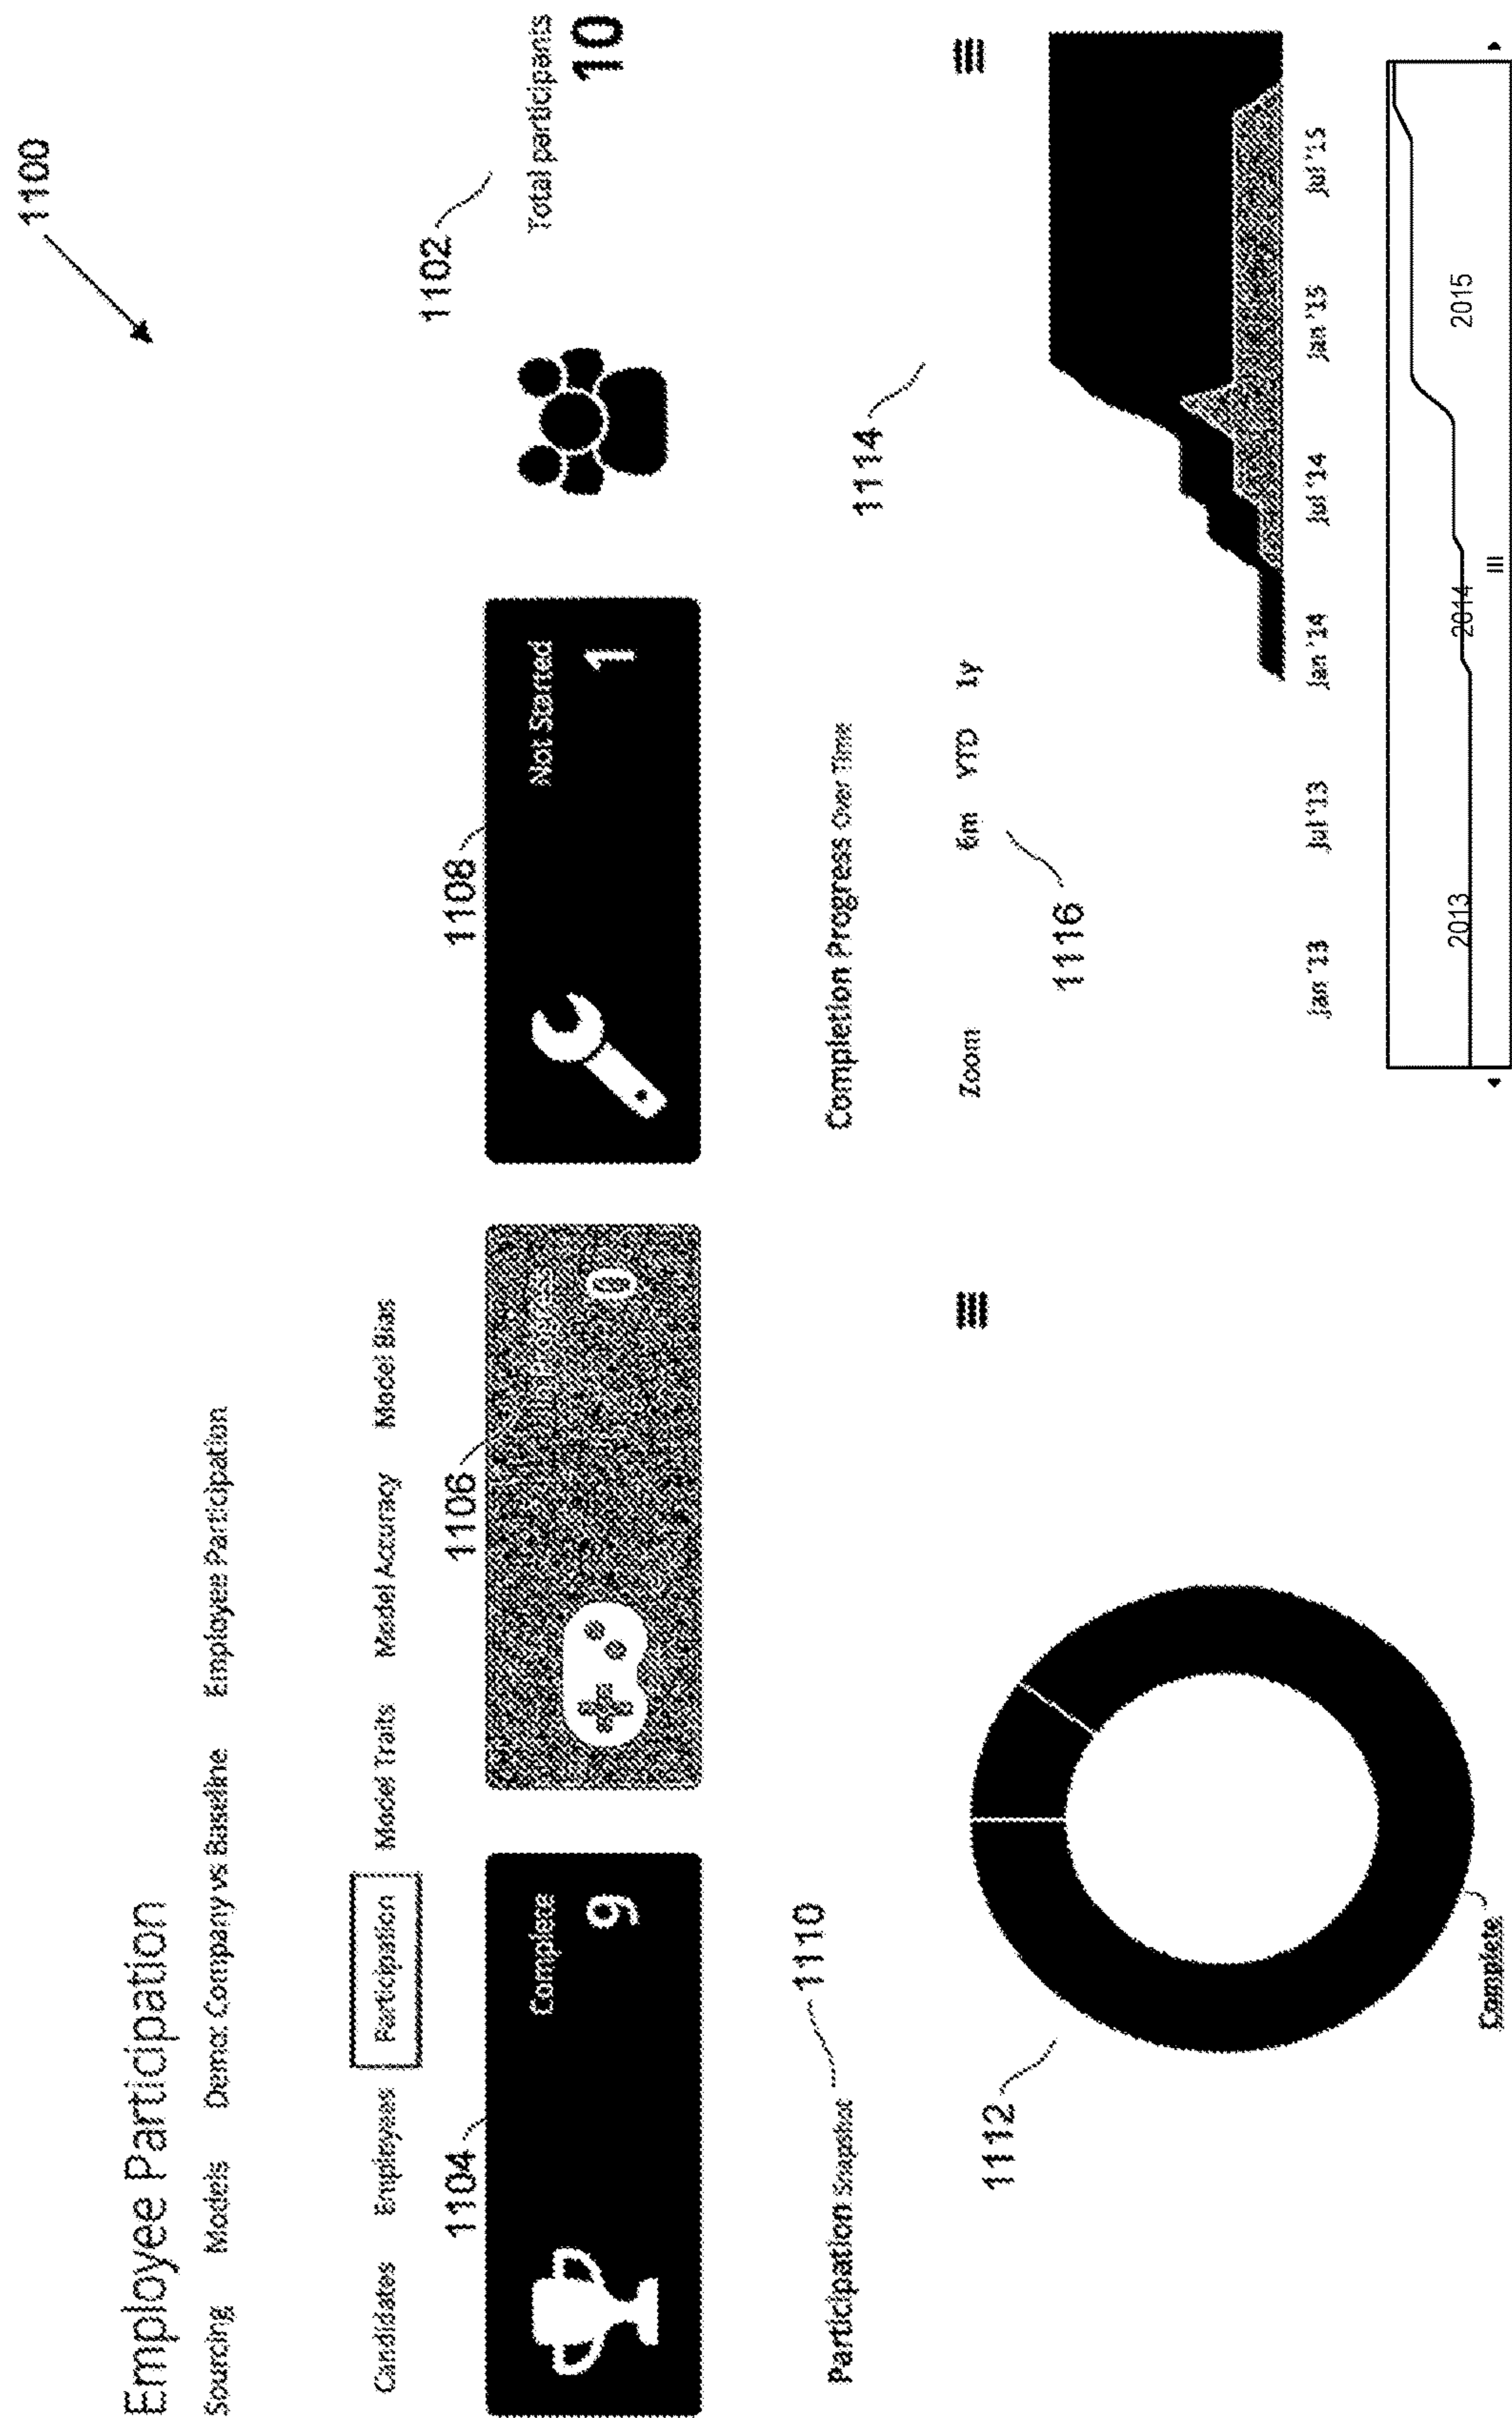 1100
Employee Participation
Sourcing Models Demo: Company vs Baseline Employee Participation
Candidates Employees Participation Model Traits Model Accuracy Model Bias
1104 1106 1108 1102
Complete In Progress Not Started Total participants
9 0 1 10
Participation snapshot 1110 Completion Progress Over Time
1114
Zoom 6m YTD 1y
1112 1116
Jan '13 Jul '13 Jan '14 Jul '14 Jan '15 Jul '15
2013 2014 2015
Complete